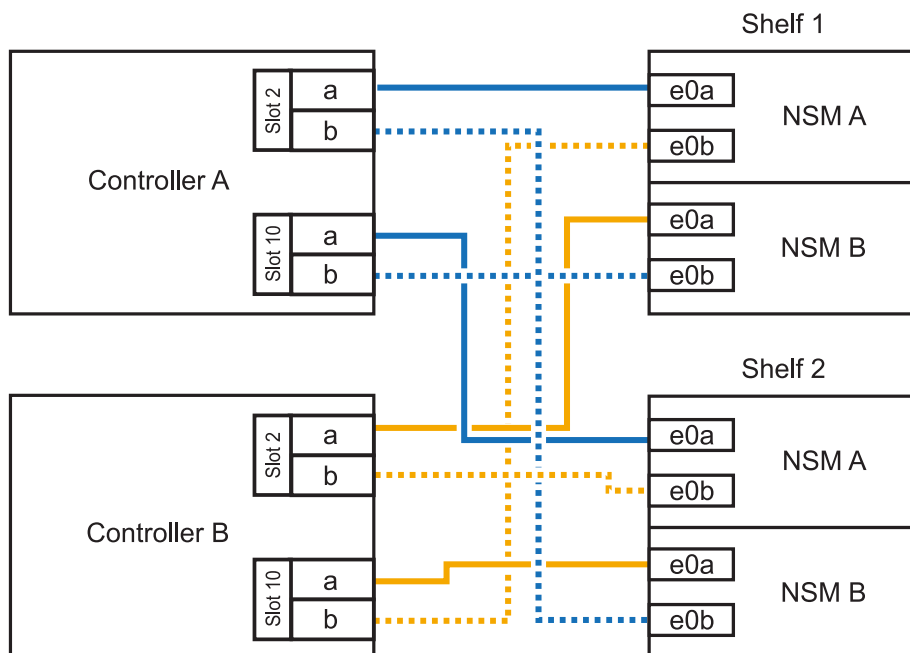 Shelf 1
Slot 2
a
b
Controller A
Slot 10
a
b
e0a
e0b
NSM A
e0a
e0b
NSM B
Shelf 2
Slot 2
a
b
Controller B
Slot 10
a
b
e0a
e0b
NSM A
e0a
e0b
NSM B